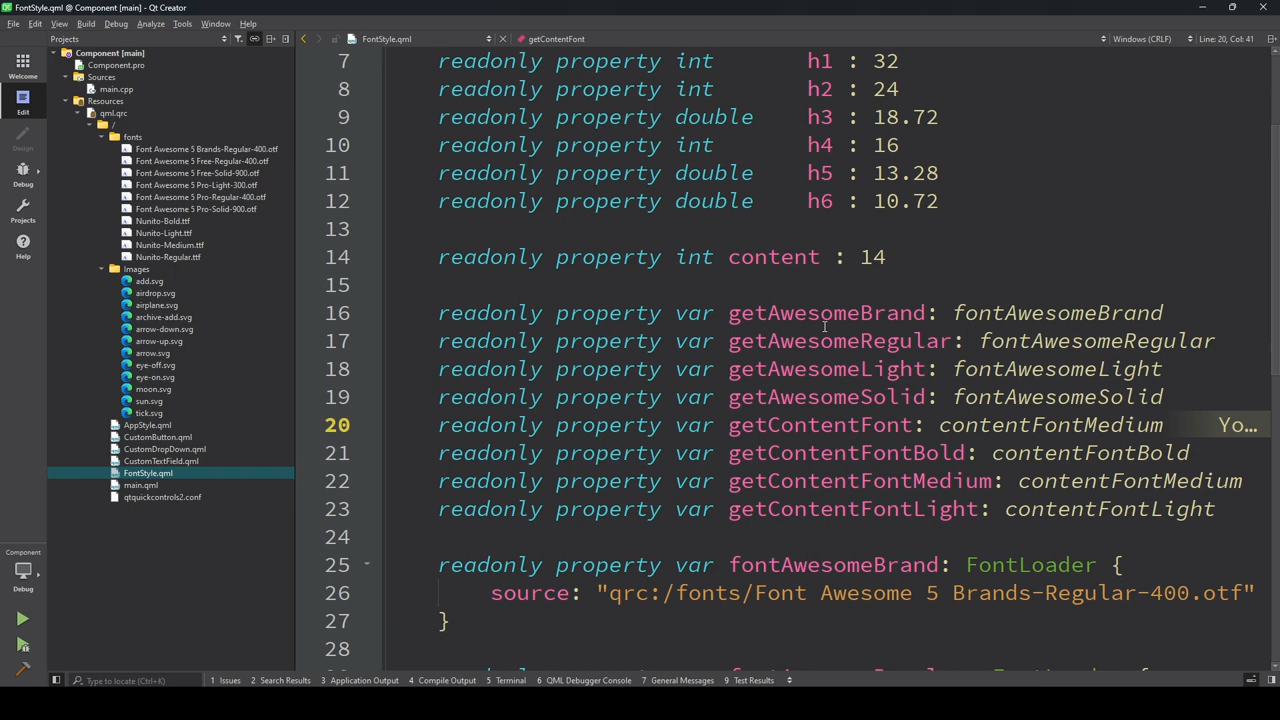 FontStyle.qml @ Component [main] - Qt Creator
File Edit View Build Debug Analyze Tools Window Help
Projects FontStyle.qml getContentFont Windows (CRLF) Line: 20, Col: 41
Welcome
Edit
Design
Debug
Projects
Help
Component
Debug
Component [main]
Component.pro
Sources
main.cpp
Resources
qml.qrc
/
fonts
Font Awesome 5 Brands-Regular-400.otf
Font Awesome 5 Free-Regular-400.otf
Font Awesome 5 Free-Solid-900.otf
Font Awesome 5 Pro-Light-300.otf
Font Awesome 5 Pro-Regular-400.otf
Font Awesome 5 Pro-Solid-900.otf
Nunito-Bold.ttf
Nunito-Light.ttf
Nunito-Medium.ttf
Nunito-Regular.ttf
Images
add.svg
airdrop.svg
airplane.svg
archive-add.svg
arrow-down.svg
arrow-up.svg
arrow.svg
eye-off.svg
eye-on.svg
moon.svg
sun.svg
tick.svg
AppStyle.qml
CustomButton.qml
CustomDropDown.qml
CustomTextField.qml
FontStyle.qml
main.qml
qtquickcontrols2.conf
7 readonly property int h1 : 32
8 readonly property int h2 : 24
9 readonly property double h3 : 18.72
10 readonly property int h4 : 16
11 readonly property double h5 : 13.28
12 readonly property double h6 : 10.72
13
14 readonly property int content : 14
15
16 readonly property var getAwesomeBrand: fontAwesomeBrand
17 readonly property var getAwesomeRegular: fontAwesomeRegular
18 readonly property var getAwesomeLight: fontAwesomeLight
19 readonly property var getAwesomeSolid: fontAwesomeSolid
20 readonly property var getContentFont: contentFontMedium Yo...
21 readonly property var getContentFontBold: contentFontBold
22 readonly property var getContentFontMedium: contentFontMedium
23 readonly property var getContentFontLight: contentFontLight
24
25 readonly property var fontAwesomeBrand: FontLoader {
26 source: "qrc:/fonts/Font Awesome 5 Brands-Regular-400.otf"
27 }
28
Type to locate (Ctrl+K) 1 Issues 2 Search Results 3 Application Output 4 Compile Output 5 Terminal 6 QML Debugger Console 7 General Messages 9 Test Results